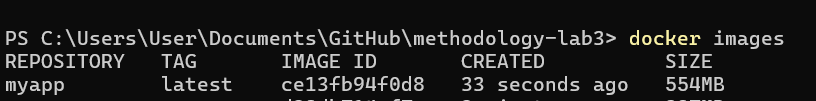 PS C:\Users\User\Documents\GitHub\methodology-lab3> docker images
REPOSITORY   TAG       IMAGE ID       CREATED          SIZE
myapp        latest    ce13fb94f0d8   33 seconds ago   554MB